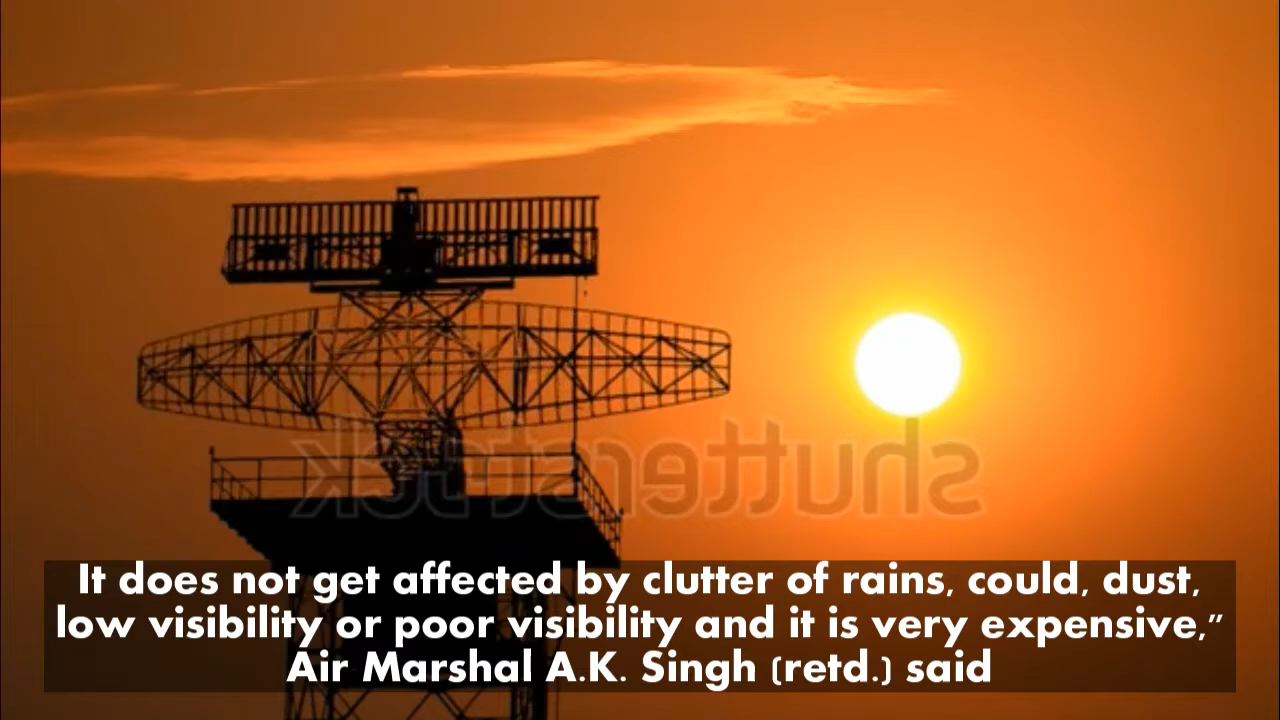 shutterstock
It does not get affected by clutter of rains, could, dust,
low visibility or poor visibility and it is very expensive,”
Air Marshal A.K. Singh (retd.) said